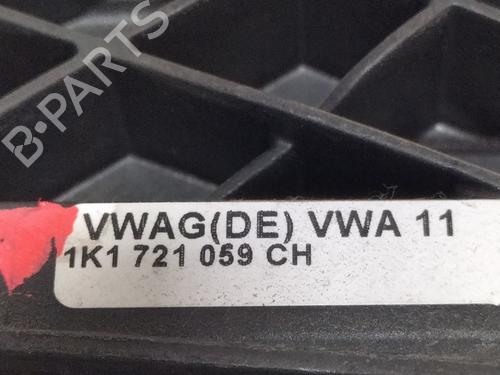 B-PARTS
VWAG(DE) VWA 11
1K1 721 059 CH